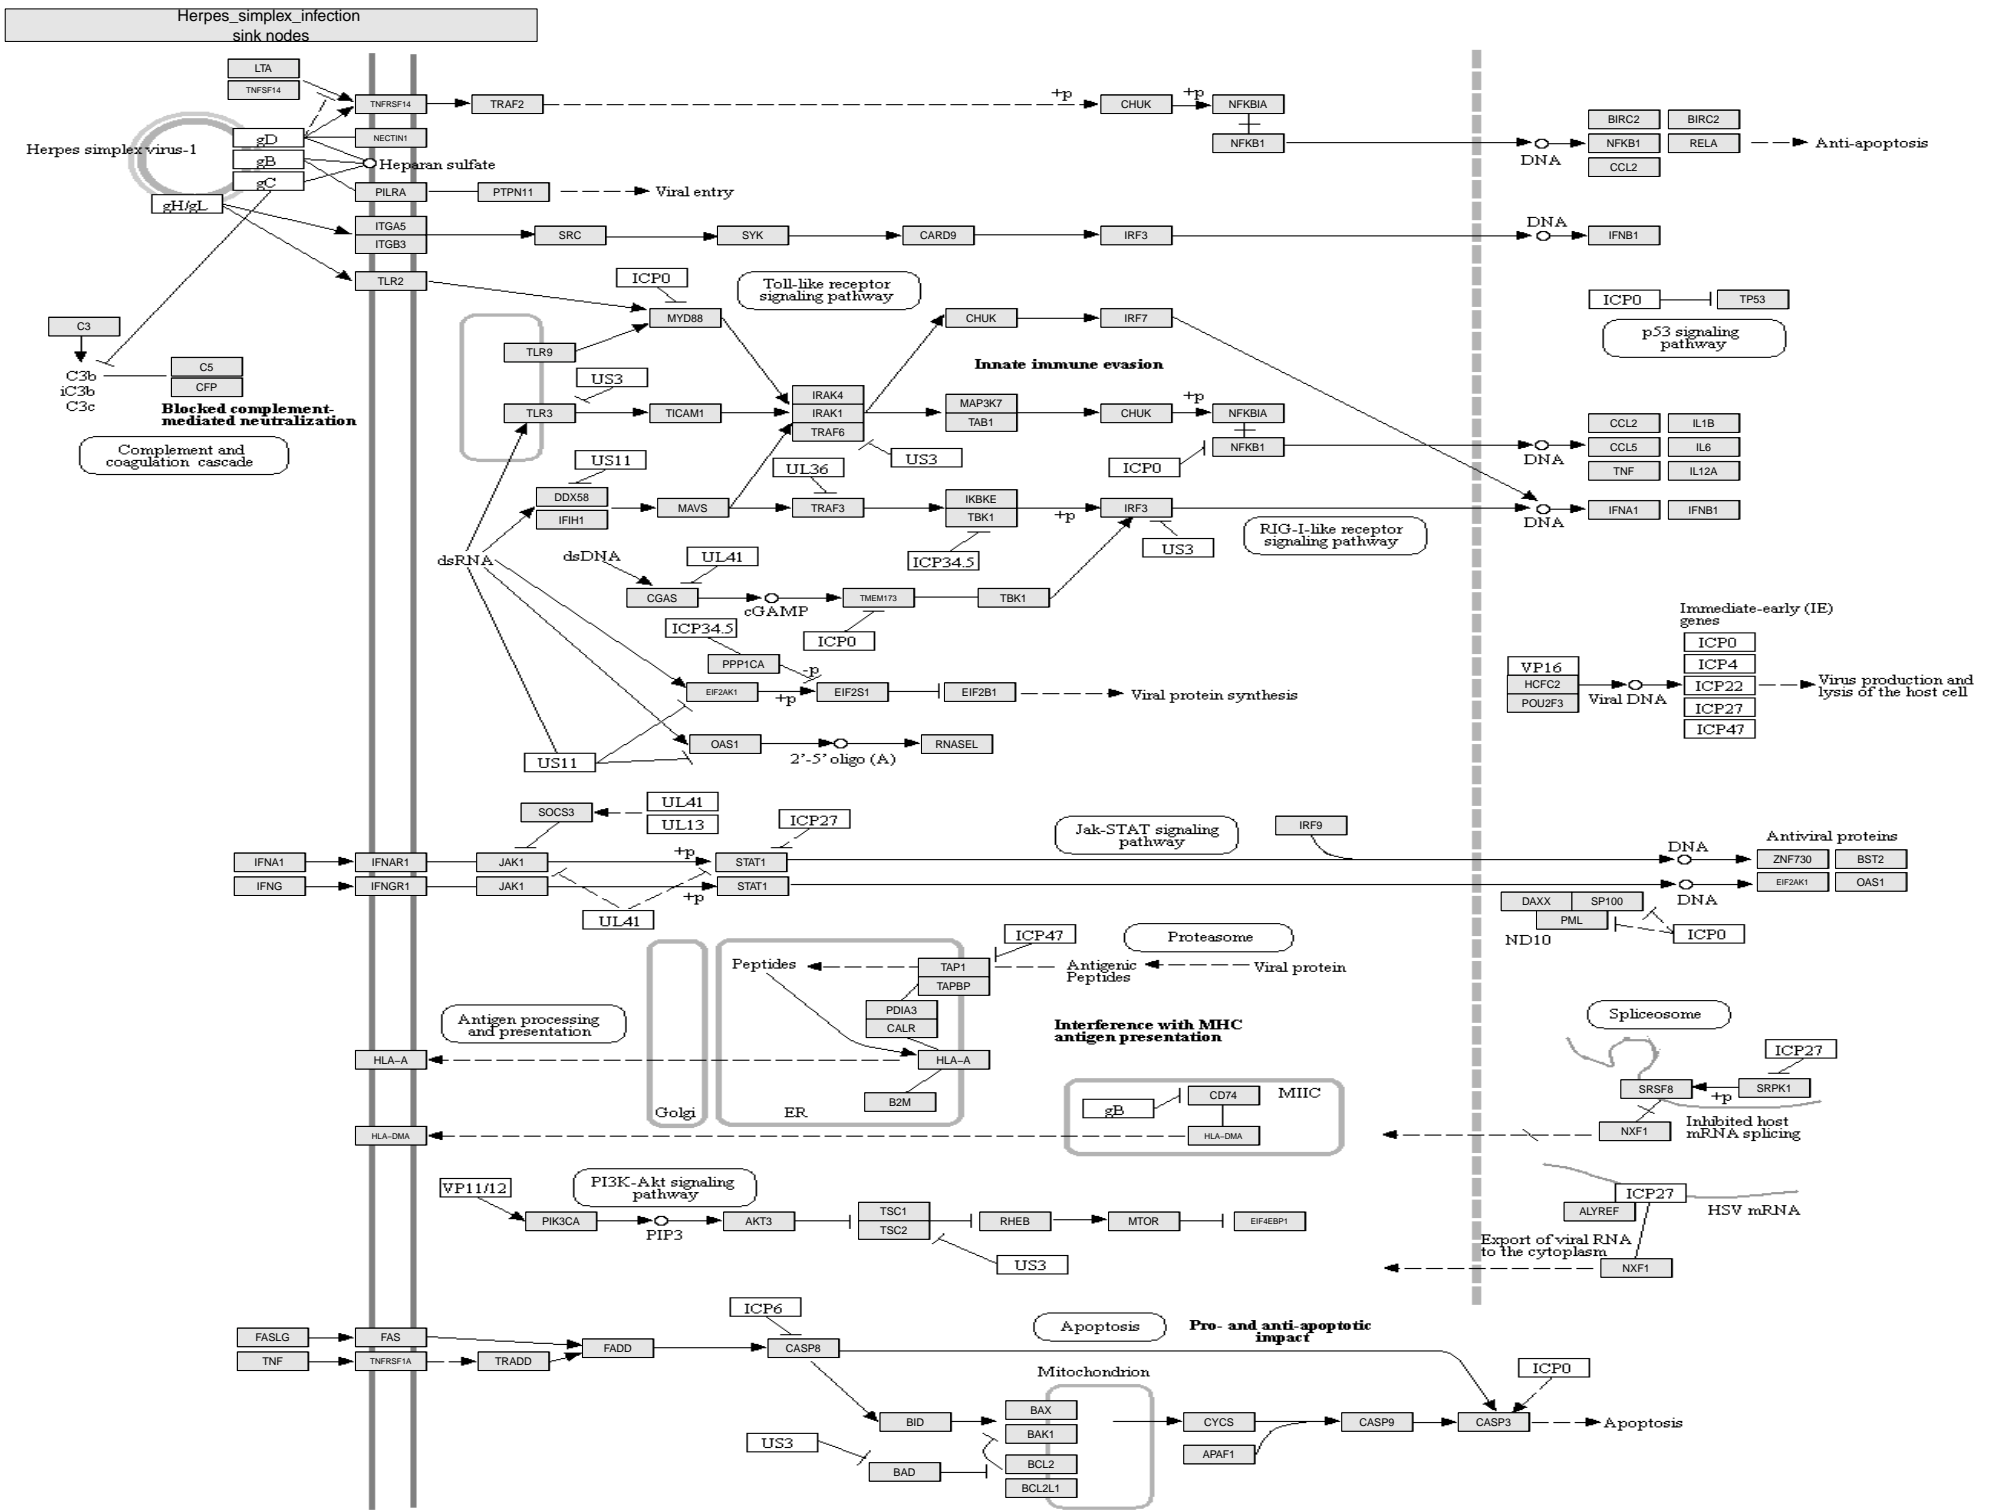 Herpes_simplex_infection
sink nodes
LTA
TNFSF14
TNFRSF14
TRAF2
+p
CHUK
+p
NFKBIA
NFKB1
DNA
BIRC2
BIRC2
NFKB1
RELA
CCL2
Anti-apoptosis
Herpes simplex virus-1
gD
gB
gC
gH/gL
NECTIN1
Heparan sulfate
PILRA
PTPN11
Viral entry
ITGA5
ITGB3
SRC
SYK
CARD9
IRF3
DNA
IFNB1
TLR2
ICP0
MYD88
Toll-like receptor
signaling pathway
CHUK
IRF7
ICP0
TP53
p53 signaling
pathway
C3
C3b
iC3b
C3c
C5
CFP
Blocked complement-
mediated neutralization
Complement and
coagulation cascade
TLR9
US3
TLR3
TICAM1
IRAK4
IRAK1
TRAF6
Innate immune evasion
MAP3K7
TAB1
CHUK
+p
NFKBIA
NFKB1
US3
ICP0
DNA
CCL2
IL1B
CCL5
IL6
TNF
IL12A
US11
DDX58
IFIH1
MAVS
UL36
TRAF3
IKBKE
TBK1
+p
IRF3
DNA
IFNA1
IFNB1
RIG-I-like receptor
signaling pathway
US3
ICP34.5
dsRNA
dsDNA
UL41
CGAS
cGAMP
TMEM173
TBK1
ICP0
ICP34.5
PPP1CA
-p
EIF2AK1
+p
EIF2S1
EIF2B1
Viral protein synthesis
OAS1
2'-5' oligo (A)
RNASEL
US11
Immediate-early (IE)
genes
ICP0
ICP4
ICP22
ICP27
ICP47
VP16
HCFC2
POU2F3
Viral DNA
Virus production and
lysis of the host cell
SOCS3
UL41
UL13
ICP27
Jak-STAT signaling
pathway
IRF9
Antiviral proteins
IFNA1
IFNAR1
JAK1
+p
STAT1
DNA
ZNF730
BST2
IFNG
IFNGR1
JAK1
+p
STAT1
DNA
EIF2AK1
OAS1
UL41
DAXX
SP100
PML
ND10
ICP0
ICP47
Proteasome
Peptides
TAP1
TAPBP
Antigenic
Peptides
Viral protein
PDIA3
CALR
Antigen processing
and presentation
Interference with MHC
antigen presentation
Spliceosome
HLA-A
HLA-A
B2M
Golgi
ER
gB
CD74
MIIC
HLA-DMA
HLA-DMA
ICP27
SRSF8
SRPK1
+p
NXF1
Inhibited host
mRNA splicing
VP11/12
PI3K-Akt signaling
pathway
PIK3CA
PIP3
AKT3
TSC1
TSC2
RHEB
MTOR
EIF4EBP1
US3
ICP27
ALYREF
HSV mRNA
Export of viral RNA
to the cytoplasm
NXF1
ICP6
Apoptosis
Pro- and anti-apoptotic
impact
FASLG
FAS
FADD
CASP8
TNF
TNFRSF1A
TRADD
Mitochondrion
ICP0
BID
BAX
BAK1
BCL2
BCL2L1
CYCS
APAF1
CASP9
CASP3
Apoptosis
US3
BAD